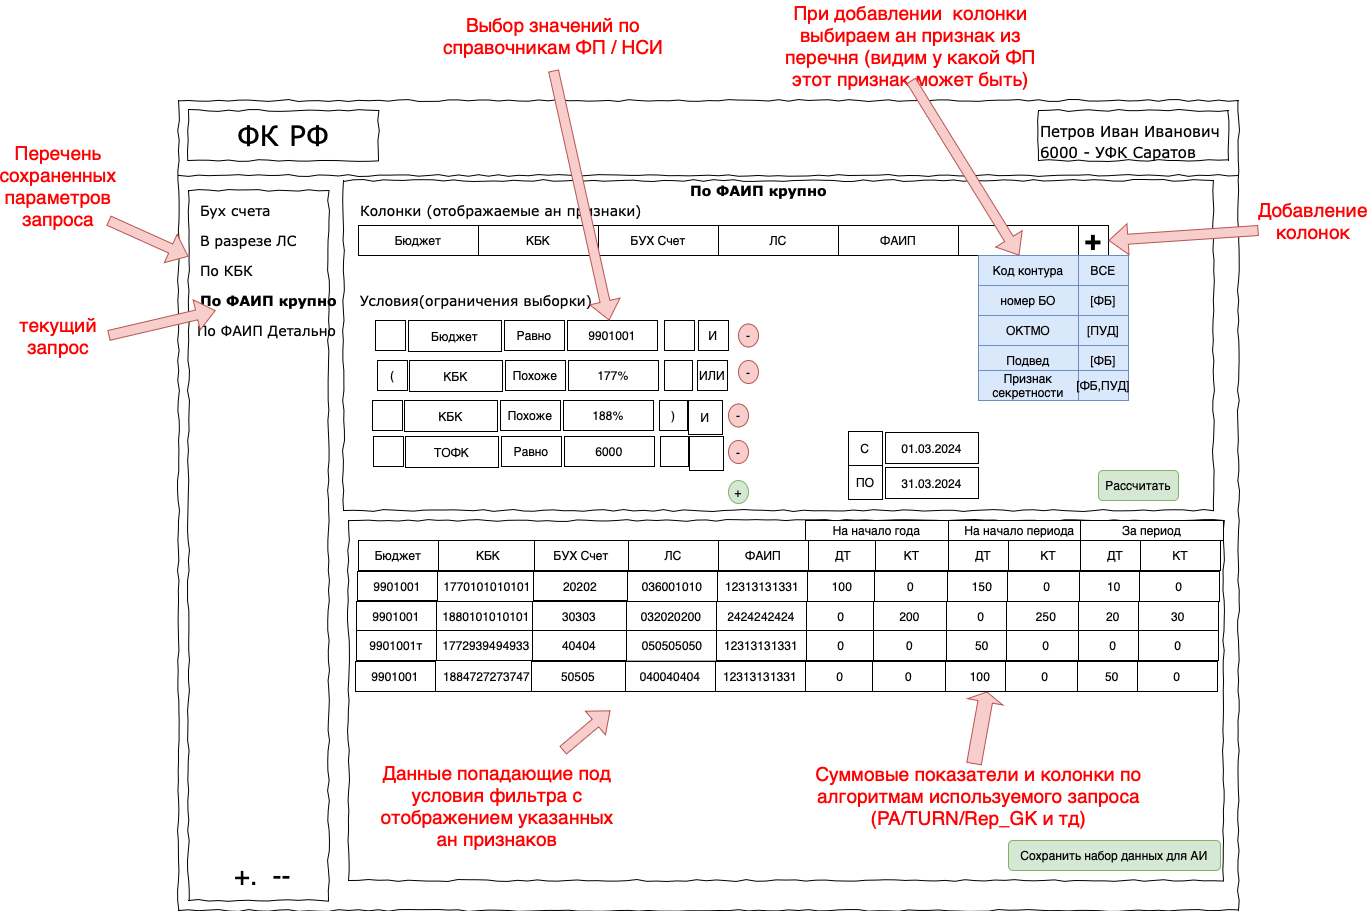 Выбор значений по
справочникам ФП / НСИ
При добавлении колонки
выбираем ан признак из
перечня (видим у какой ФП
этот признак может быть)
ФК РФ
Петров Иван Иванович
6000 - УФК Саратов
Перечень
сохраненных
параметров
запроса
текущий
запрос
Бух счета
В разрезе ЛС
По КБК
По ФАИП крупно
По ФАИП Детально
+. --
По ФАИП крупно
Колонки (отображаемые ан признаки)
Бюджет КБК БУХ Счет ЛС ФАИП +
Добавление
колонок
Код контура ВСЕ
номер БО [ФБ]
ОКТМО [ПУД]
Подвед [ФБ]
Признак
секретности [ФБ,ПУД]
Условия(ограничения выборки)
Бюджет Равно 9901001 И -
( КБК Похоже 177% ИЛИ -
КБК Похоже 188% ) И -
ТОФК Равно 6000 -
+
С 01.03.2024
ПО 31.03.2024
Рассчитать
На начало года На начало периода За период
Бюджет КБК БУХ Счет ЛС ФАИП ДТ КТ ДТ КТ ДТ КТ
9901001 1770101010101 20202 036001010 12313131331 100 0 150 0 10 0
9901001 1880101010101 30303 032020200 2424242424 0 200 0 250 20 30
9901001т 1772939494933 40404 050505050 12313131331 0 0 50 0 0 0
9901001 1884727273747 50505 040040404 12313131331 0 0 100 0 50 0
Данные попадающие под
условия фильтра с
отображением указанных
ан признаков
Суммовые показатели и колонки по
алгоритмам используемого запроса
(PA/TURN/Rep_GK и тд)
Сохранить набор данных для АИ